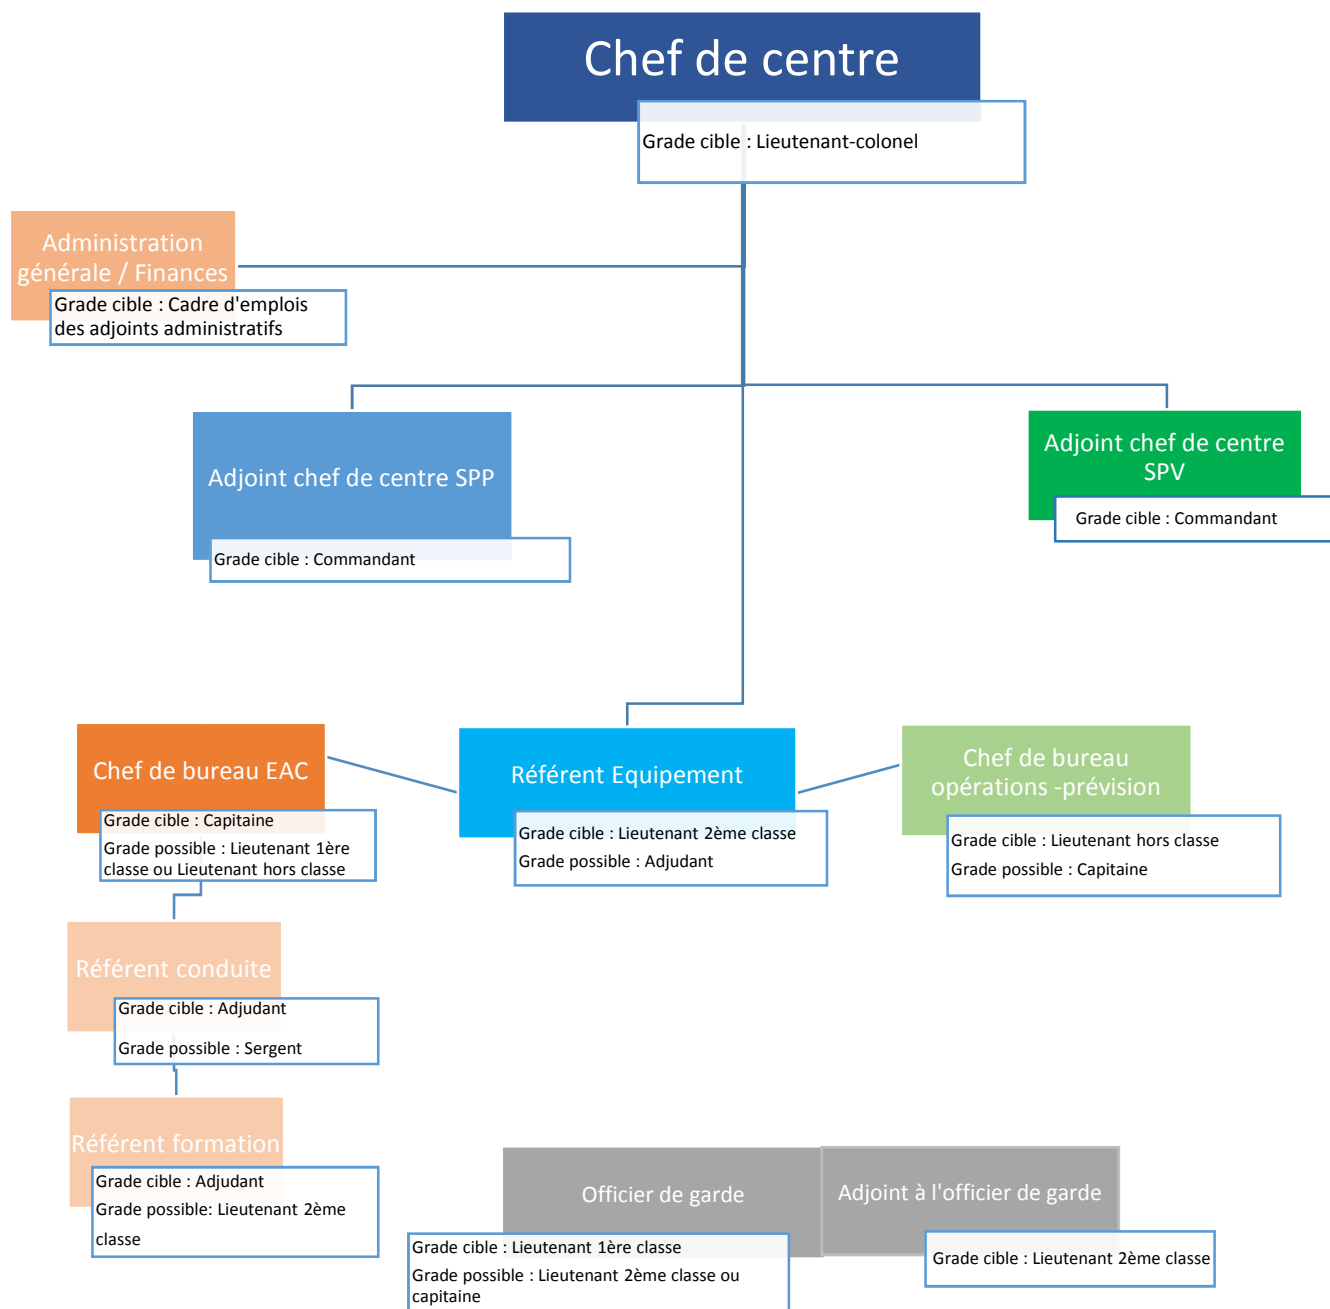 Chef de centre
Grade cible : Lieutenant-colonel
Administration
générale / Finances
Grade cible : Cadre d'emplois
des adjoints administratifs
Adjoint chef de centre SPP
Grade cible : Commandant
Adjoint chef de centre
SPV
Grade cible : Commandant
Chef de bureau EAC
Grade cible : Capitaine
Grade possible : Lieutenant 1ère
classe ou Lieutenant hors classe
Référent Equipement
Grade cible : Lieutenant 2ème classe
Grade possible : Adjudant
Chef de bureau
opérations -prévision
Grade cible : Lieutenant hors classe
Grade possible : Capitaine
Référent conduite
Grade cible : Adjudant
Grade possible : Sergent
Référent formation
Grade cible : Adjudant
Grade possible: Lieutenant 2ème
classe
Officier de garde
Grade cible : Lieutenant 1ère classe
Grade possible : Lieutenant 2ème classe ou
capitaine
Adjoint à l'officier de garde
Grade cible : Lieutenant 2ème classe